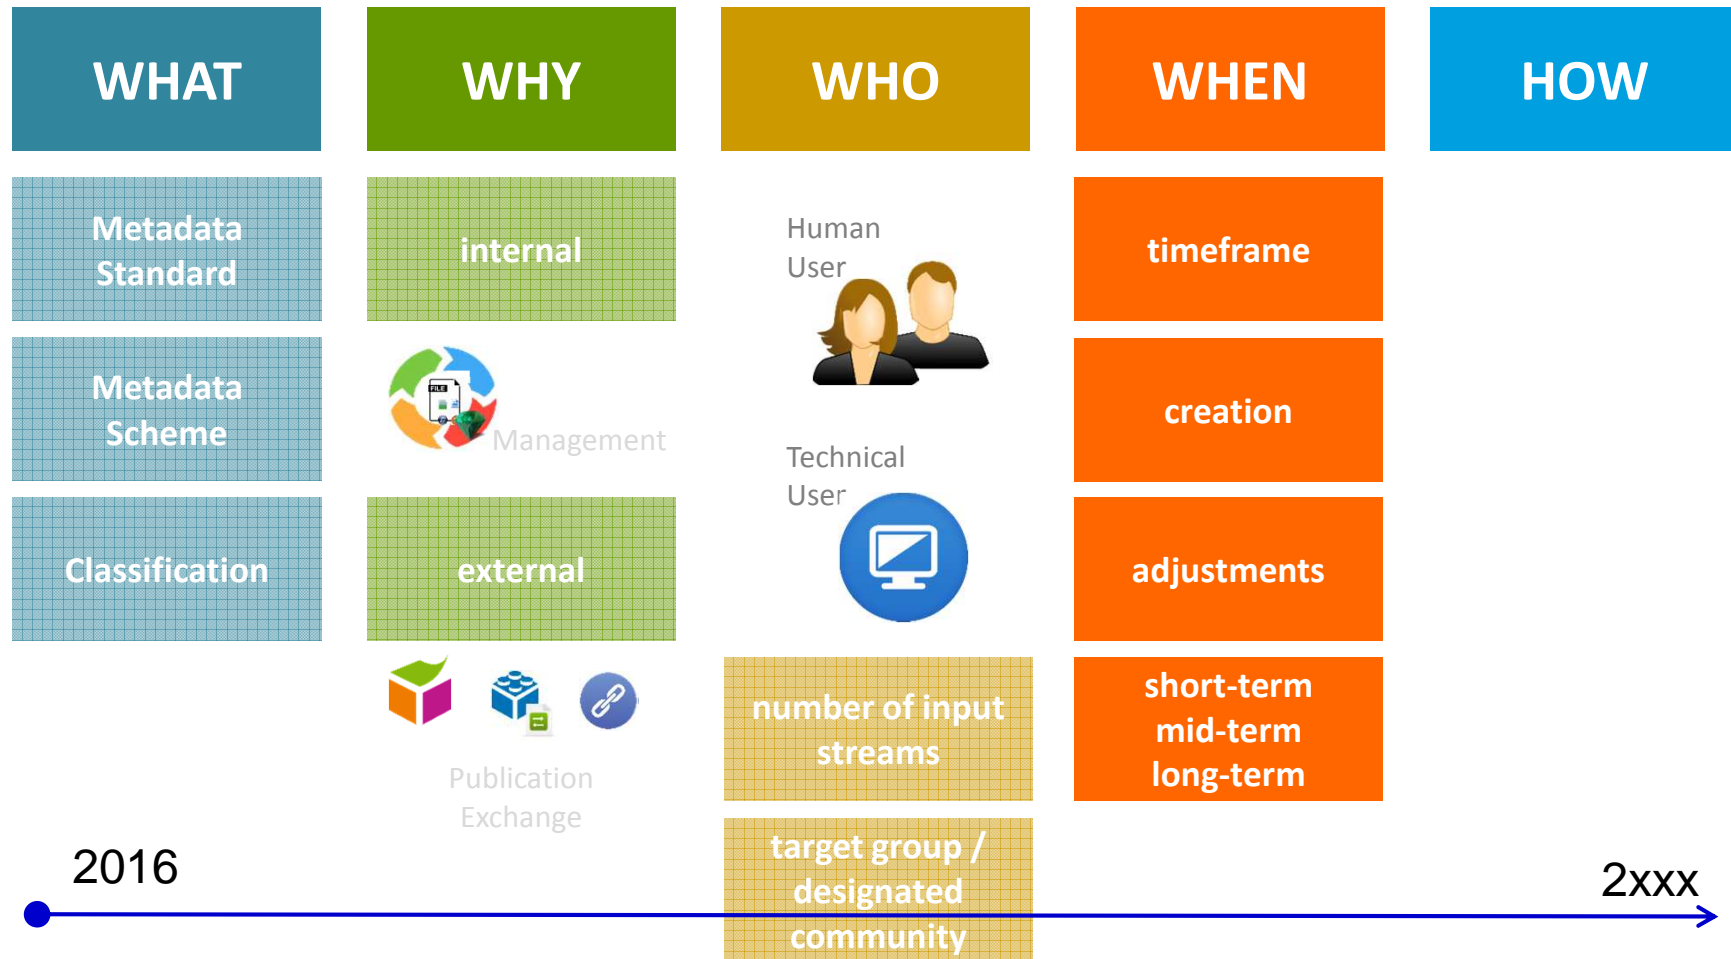 WHAT
WHY
WHO
WHEN
HOW
Metadata
Standard
Metadata
Scheme
Classification
internal
FILE
Management
external
Publication
Exchange
Human
User
Technical
User
number of input
streams
target group /
designated
community
timeframe
creation
adjustments
short-term
mid-term
long-term
2016
2xxx